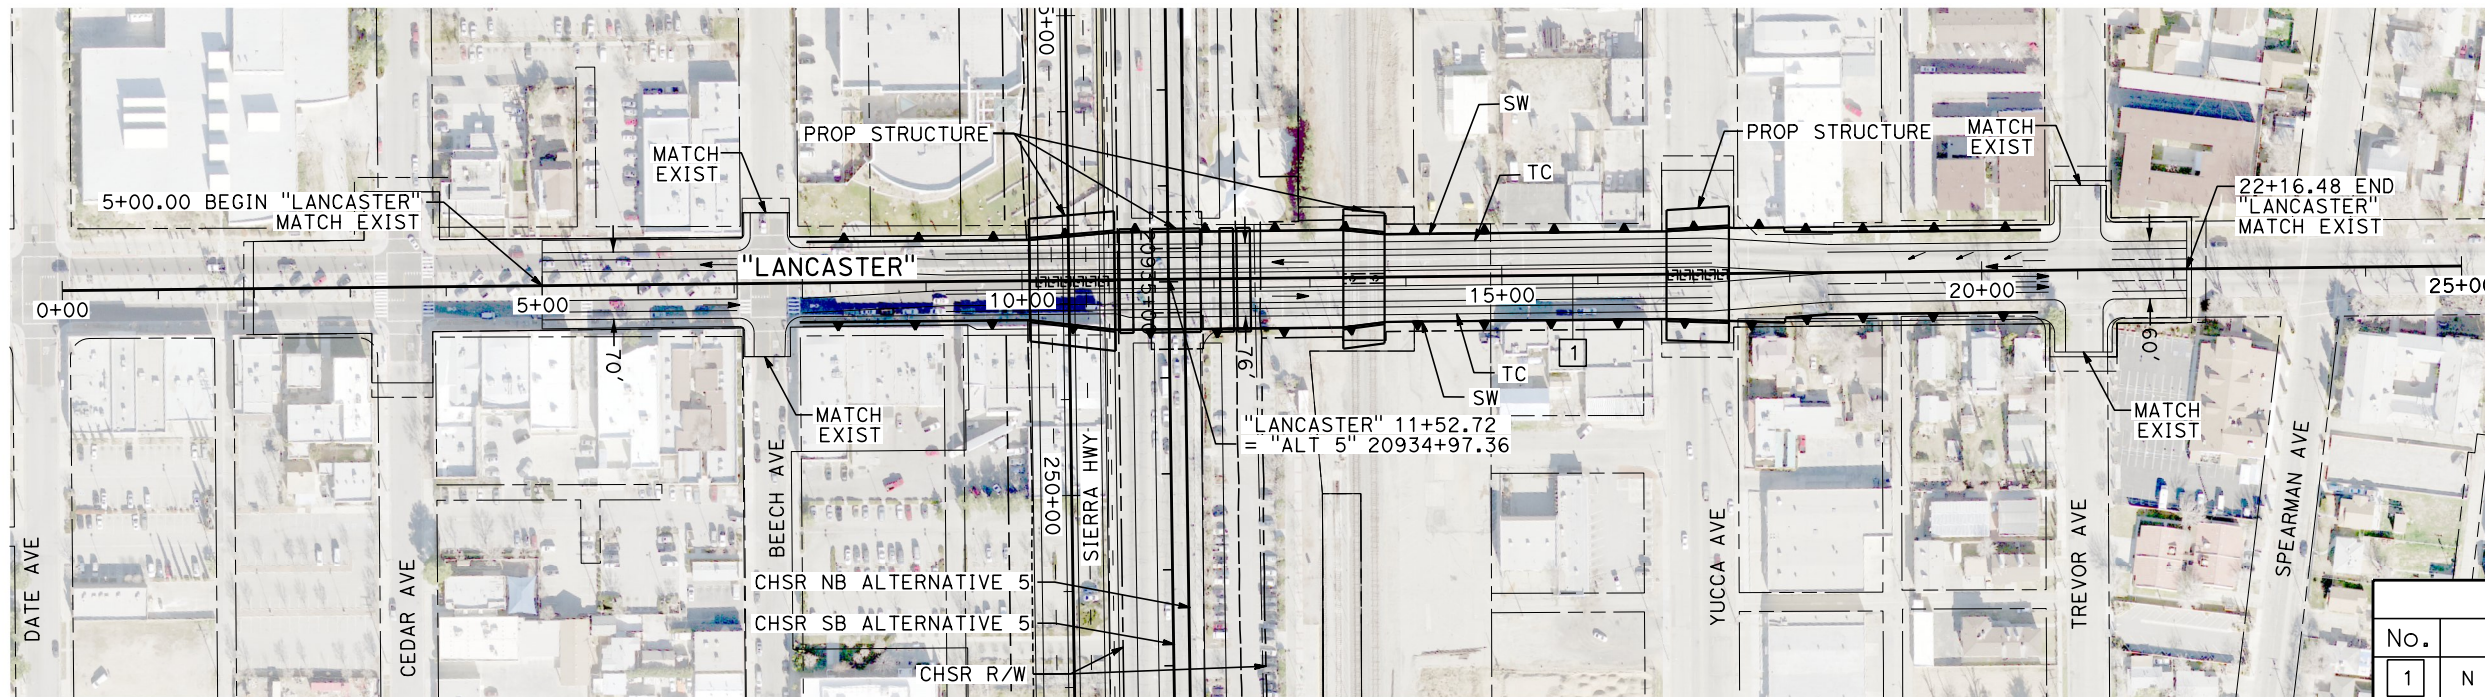 5+00
SW
PROP STRUCTURE
PROP STRUCTURE
MATCH
EXIST
MATCH
EXIST
TC
5+00.00 BEGIN "LANCASTER"
MATCH EXIST
22+16.48 END
"LANCASTER"
MATCH EXIST
"LANCASTER"
20935+00
0+00
5+00
10+00
15+00
20+00
25+00
70'
76'
60'
1
TC
SW
MATCH
EXIST
MATCH
EXIST
"LANCASTER" 11+52.72
= "ALT 5" 20934+97.36
250+00
SIERRA HWY
DATE AVE
CEDAR AVE
BEECH AVE
YUCCA AVE
TREVOR AVE
SPEARMAN AVE
CHSR NB ALTERNATIVE 5
CHSR SB ALTERNATIVE 5
CHSR R/W
No.
1
N